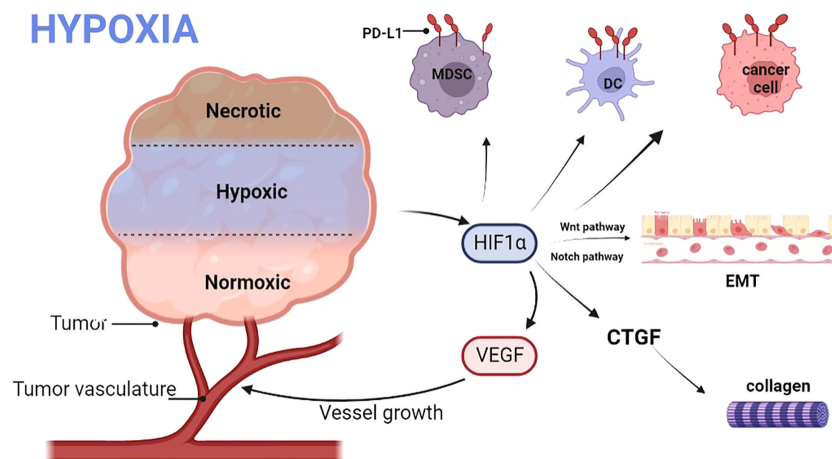 HYPOXIA
PD-L1
MDSC
DC
cancer
cell
Necrotic
Hypoxic
Normoxic
HIF1α
Wnt pathway
Notch pathway
EMT
Tumor
CTGF
VEGF
Tumor vasculature
Vessel growth
collagen